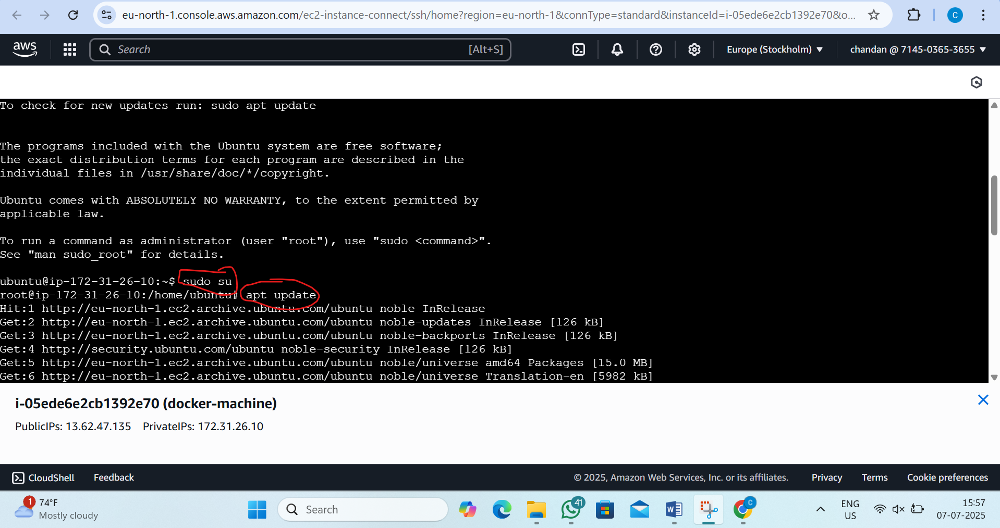 eu-north-1.console.aws.amazon.com/ec2-instance-connect/ssh/home?region=eu-north-1&connType=standard&instanceId=i-05ede6e2cb1392e70&o...
C
aws
Search
[Alt+S]
Europe (Stockholm)
chandan @ 7145-0365-3655
To check for new updates run: sudo apt update
The programs included with the Ubuntu system are free software;
the exact distribution terms for each program are described in the
individual files in /usr/share/doc/*/copyright.
Ubuntu comes with ABSOLUTELY NO WARRANTY, to the extent permitted by
applicable law.
To run a command as administrator (user "root"), use "sudo <command>".
See "man sudo_root" for details.
ubuntu@ip-172-31-26-10:~$ sudo su
root@ip-172-31-26-10:/home/ubuntu# apt update
Hit:1 http://eu-north-1.ec2.archive.ubuntu.com/ubuntu noble InRelease
Get:2 http://eu-north-1.ec2.archive.ubuntu.com/ubuntu noble-updates InRelease [126 kB]
Get:3 http://eu-north-1.ec2.archive.ubuntu.com/ubuntu noble-backports InRelease [126 kB]
Get:4 http://security.ubuntu.com/ubuntu noble-security InRelease [126 kB]
Get:5 http://eu-north-1.ec2.archive.ubuntu.com/ubuntu noble/universe amd64 Packages [15.0 MB]
Get:6 http://eu-north-1.ec2.archive.ubuntu.com/ubuntu noble/universe Translation-en [5982 kB]
i-05ede6e2cb1392e70 (docker-machine)
PublicIPs: 13.62.47.135 PrivateIPs: 172.31.26.10
CloudShell
Feedback
© 2025, Amazon Web Services, Inc. or its affiliates.
Privacy
Terms
Cookie preferences
1
74°F
Mostly cloudy
Search
41
W
C
ENG
US
15:57
07-07-2025